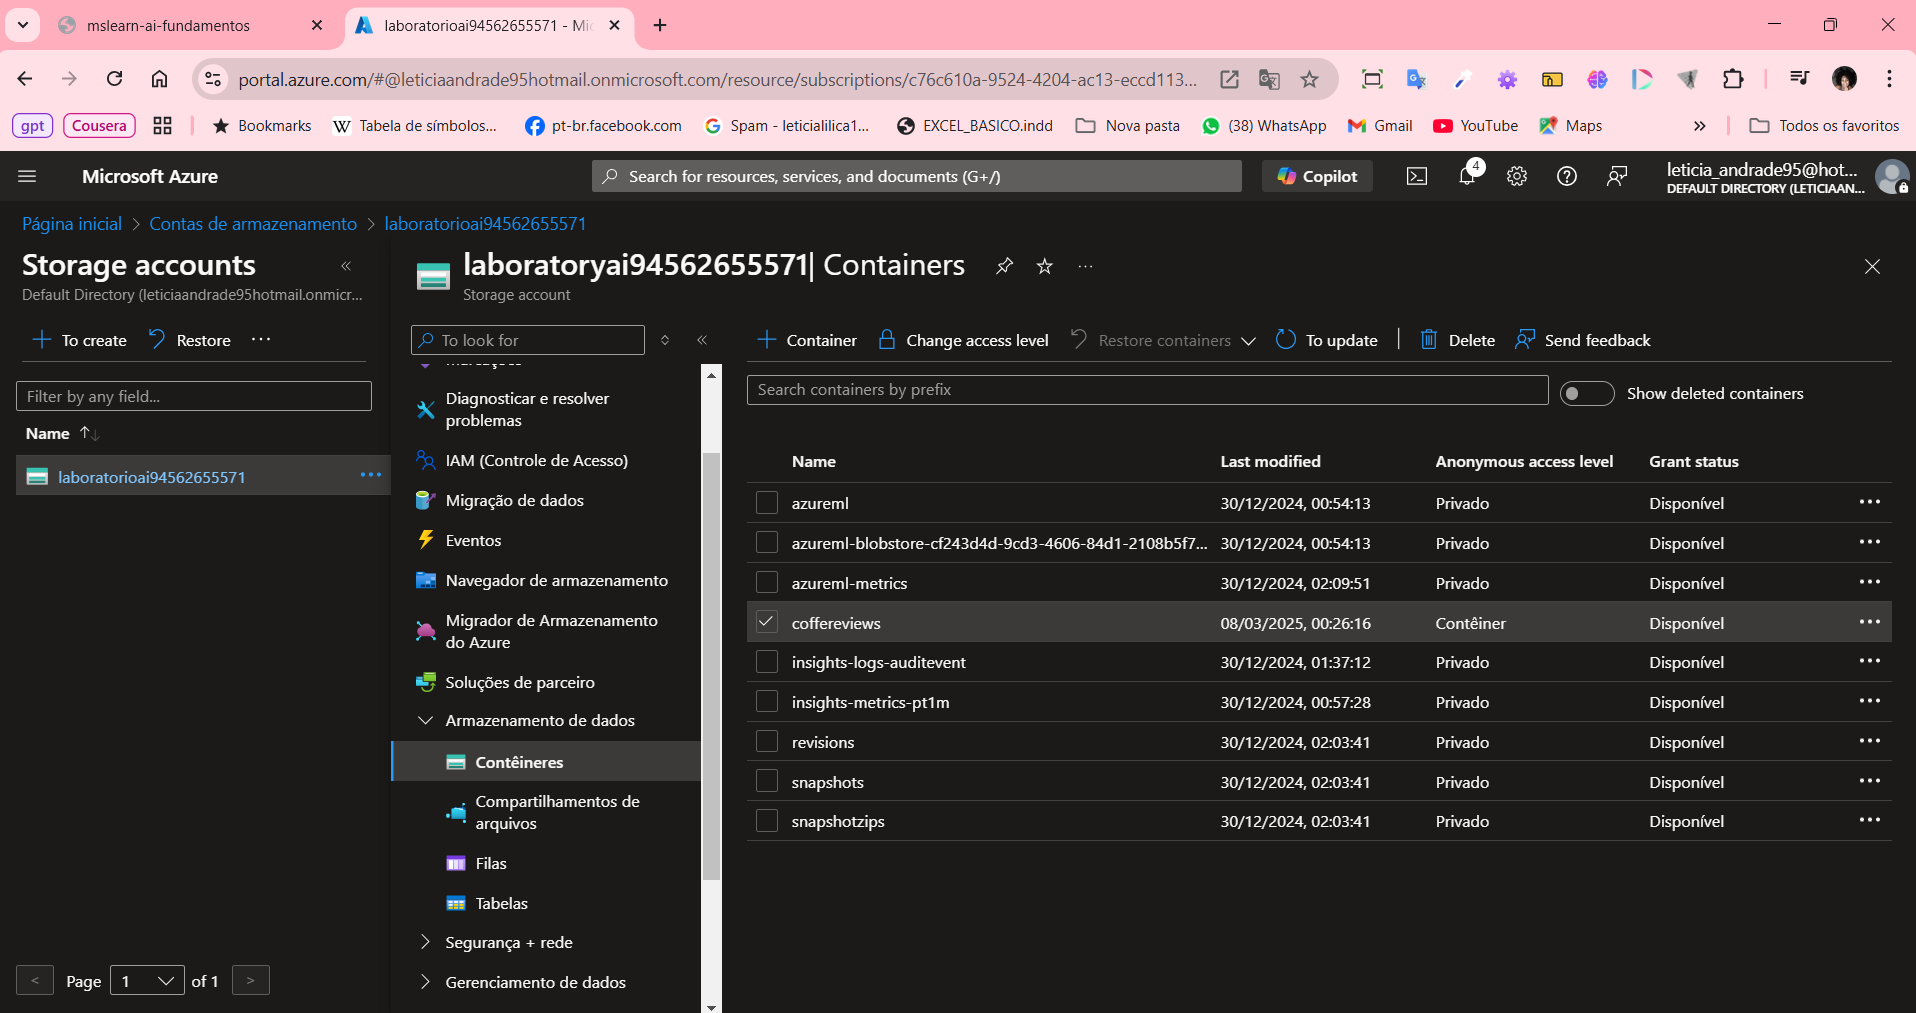 mslearn-ai-fundamentos
laboratorioai94562655571 - Mic
portal.azure.com/#@leticiaandrade95hotmail.onmicrosoft.com/resource/subscriptions/c76c610a-9524-4204-ac13-eccd113...
gpt
Cousera
Bookmarks
Tabela de símbolos...
pt-br.facebook.com
Spam - leticialilica1...
EXCEL_BASICO.indd
Nova pasta
(38) WhatsApp
Gmail
YouTube
Maps
Todos os favoritos
Microsoft Azure
Search for resources, services, and documents (G+/)
Copilot
4
leticia_andrade95@hot...
DEFAULT DIRECTORY (LETICIAAN...
Página inicial > Contas de armazenamento > laboratorioai94562655571
Storage accounts
Default Directory (leticiaandrade95hotmail.onmicr...
To create
Restore
Filter by any field...
Name
laboratorioai94562655571
Page 1 of 1
laboratoryai94562655571| Containers
Storage account
To look for
Marcações
Diagnosticar e resolver
problemas
IAM (Controle de Acesso)
Migração de dados
Eventos
Navegador de armazenamento
Migrador de Armazenamento
do Azure
Soluções de parceiro
Armazenamento de dados
Contêineres
Compartilhamentos de
arquivos
Filas
Tabelas
Segurança + rede
Gerenciamento de dados
Container
Change access level
Restore containers
To update
Delete
Send feedback
Search containers by prefix
Show deleted containers
Name Last modified Anonymous access level Grant status
azureml 30/12/2024, 00:54:13 Privado Disponível
azureml-blobstore-cf243d4d-9cd3-4606-84d1-2108b5f7... 30/12/2024, 00:54:13 Privado Disponível
azureml-metrics 30/12/2024, 02:09:51 Privado Disponível
coffereviews 08/03/2025, 00:26:16 Contêiner Disponível
insights-logs-auditevent 30/12/2024, 01:37:12 Privado Disponível
insights-metrics-pt1m 30/12/2024, 00:57:28 Privado Disponível
revisions 30/12/2024, 02:03:41 Privado Disponível
snapshots 30/12/2024, 02:03:41 Privado Disponível
snapshotzips 30/12/2024, 02:03:41 Privado Disponível